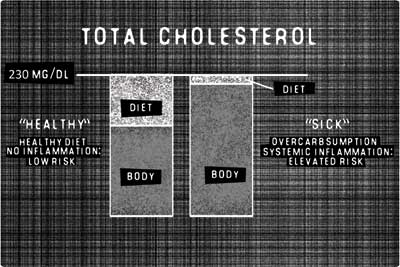 TOTAL CHOLESTEROL
230 MG/DL
DIET
DIET
"HEALTHY"
HEALTHY DIET
NO INFLAMMATION:
LOW RISK
"SICK"
OVERCARBSUMPTION
SYSTEMIC INFLAMMATION:
ELEVATED RISK
BODY
BODY